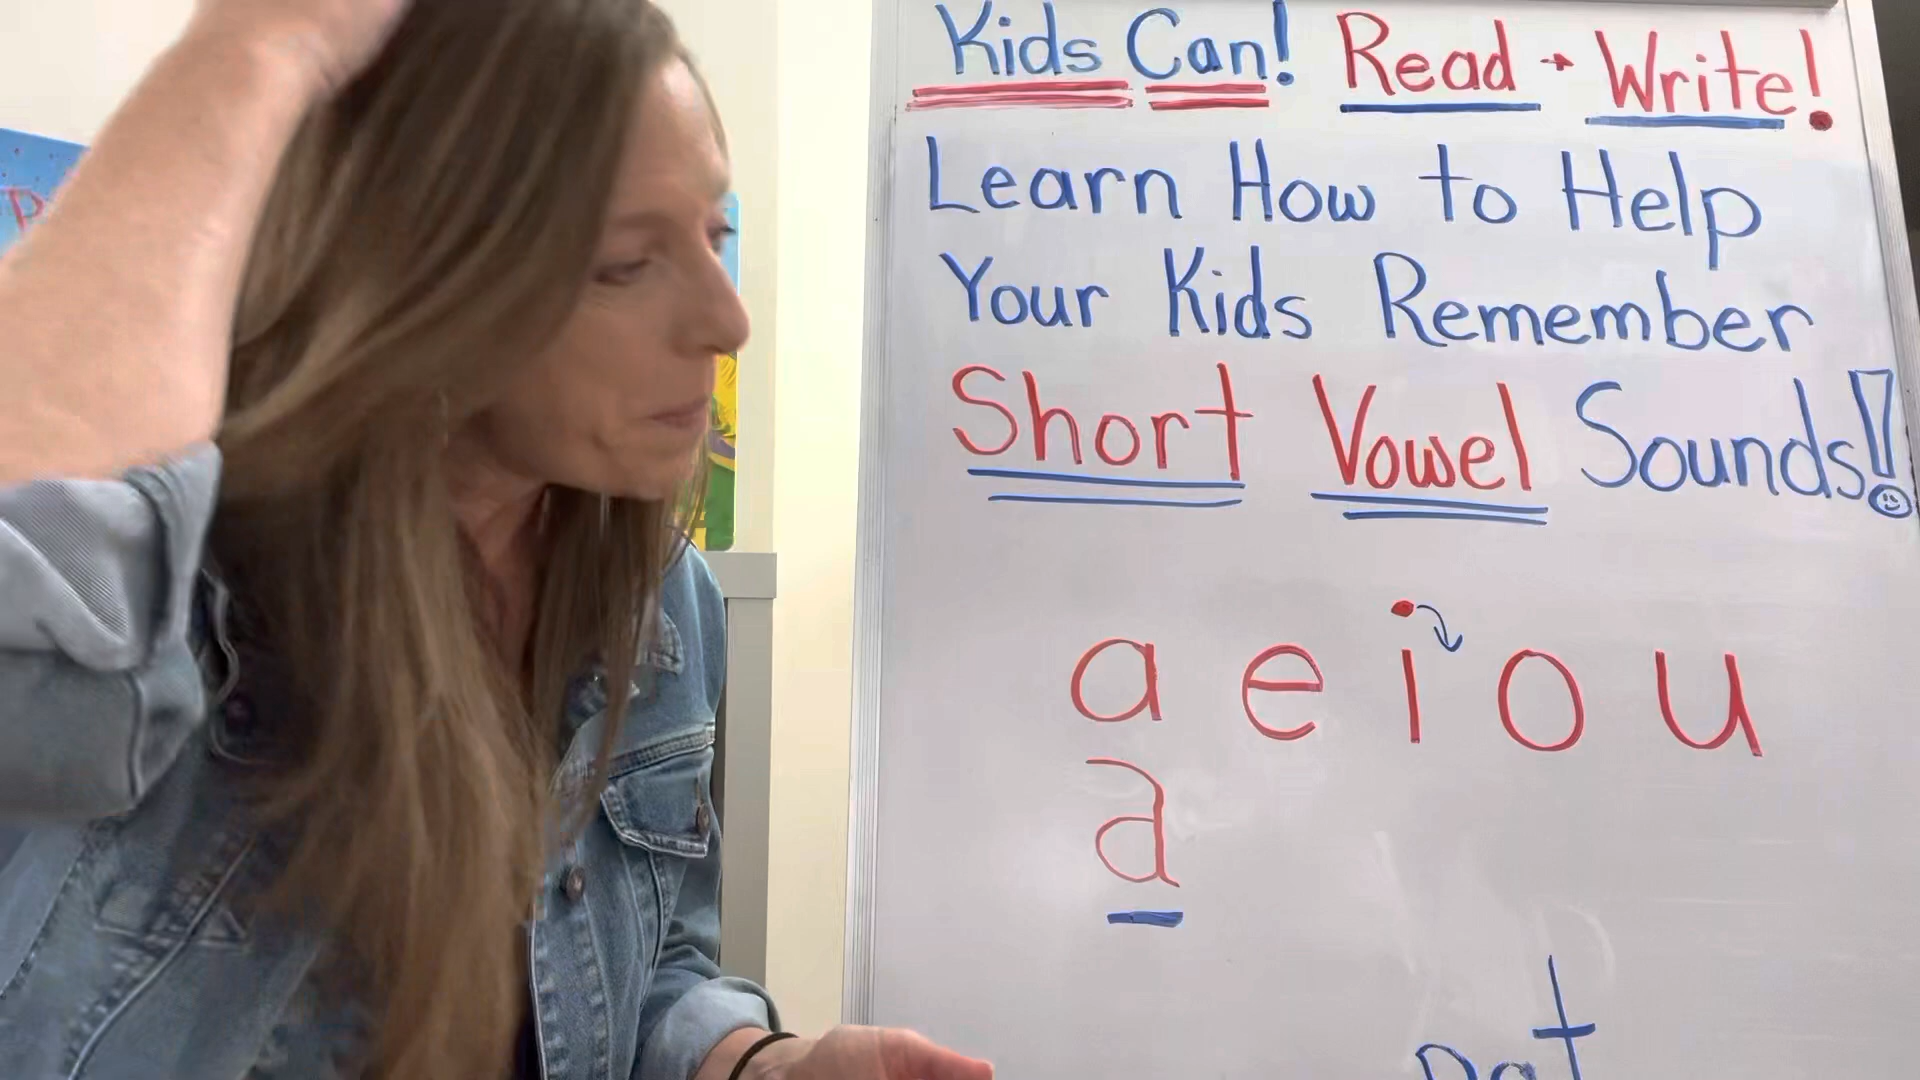 Kids Can! Read → Write!
Learn How to Help
Your Kids Remember
Short Vowel Sounds!!
a e i o u
a